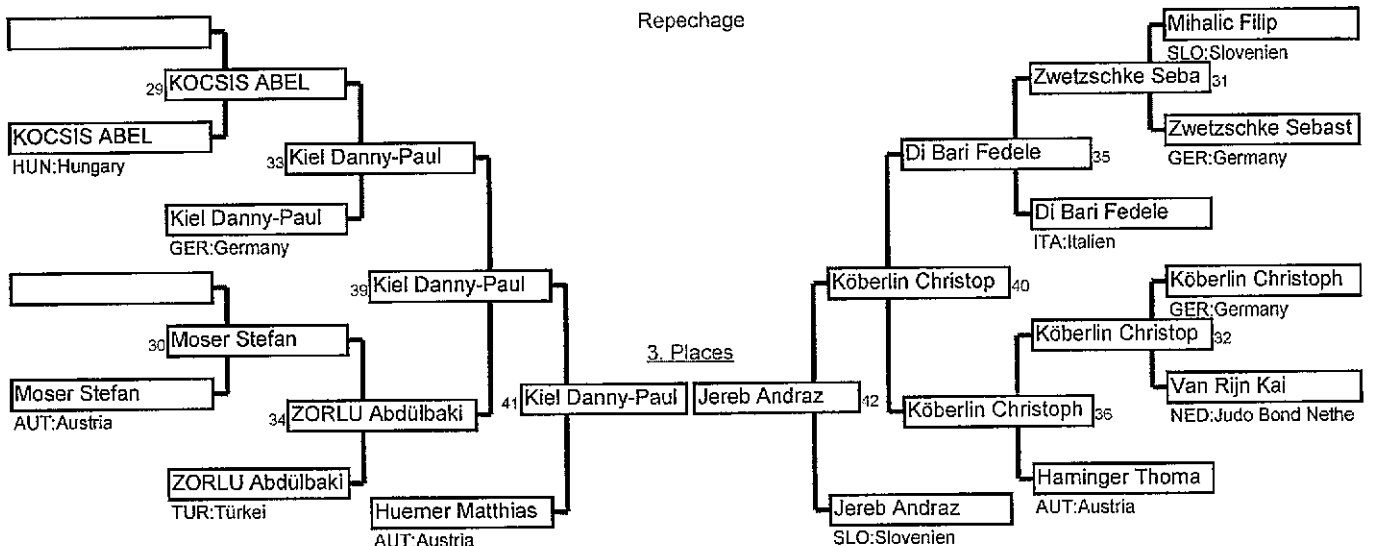 Repechage
29 KOCSIS ABEL
KOCSIS ABEL
HUN:Hungary
33 Kiel Danny-Paul
Kiel Danny-Paul
GER:Germany
39 Kiel Danny-Paul
30 Moser Stefan
Moser Stefan
AUT:Austria
34 ZORLU Abdülbaki
ZORLU Abdülbaki
TUR:Türkei
41 Kiel Danny-Paul
Huemer Matthias
AUT:Austria
3. Places
Mihalic Filip
SLO:Slovenien
Zwetzschke Seba 31
Zwetzschke Sebast
GER:Germany
Di Bari Fedele 35
Di Bari Fedele
ITA:Italien
Köberlin Christop 40
Köberlin Christoph
GER:Germany
Köberlin Christop 32
Van Rijn Kai
NED:Judo Bond Nethe
Jereb Andraz 42
Köberlin Christoph 36
Haminger Thoma
AUT:Austria
Jereb Andraz
SLO:Slovenien